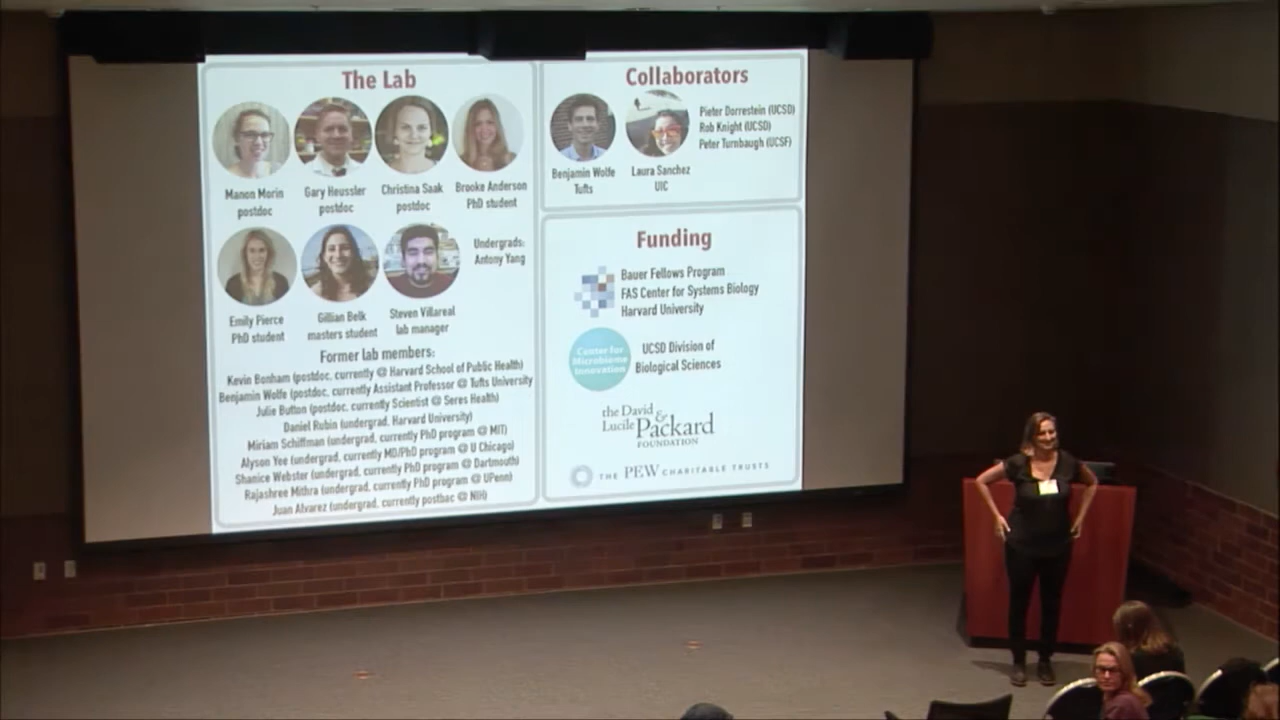 The Lab
Manon Morin
postdoc
Gary Heussler
postdoc
Christina Saak
postdoc
Brooke Anderson
PhD student
Emily Pierce
PhD student
Gillian Belk
masters student
Steven Villareal
lab manager
Undergrads:
Antony Yang
Former lab members:
Kevin Bonham (postdoc, currently @ Harvard School of Public Health)
Benjamin Wolfe (postdoc, currently Assistant Professor @ Tufts University
Julie Button (postdoc, currently Scientist @ Seres Health)
Daniel Rubin (undergrad, Harvard University)
Miriam Schiffman (undergrad, currently PhD program @ MIT)
Alyson Yee (undergrad, currently MD/PhD program @ U Chicago)
Shanice Webster (undergrad, currently PhD program @ Dartmouth)
Rajashree Mithra (undergrad, currently PhD program @ UPenn)
Juan Alvarez (undergrad, currently postbac @ NIH)
Collaborators
Benjamin Wolfe
Tufts
Laura Sanchez
UIC
Pieter Dorrestein (UCSD)
Rob Knight (UCSD)
Peter Turnbaugh (UCSF)
Funding
Bauer Fellows Program
FAS Center for Systems Biology
Harvard University
Center for
Microbiome
Innovation
UCSD Division of
Biological Sciences
the David &
Lucile Packard
FOUNDATION
THE PEW CHARITABLE TRUSTS